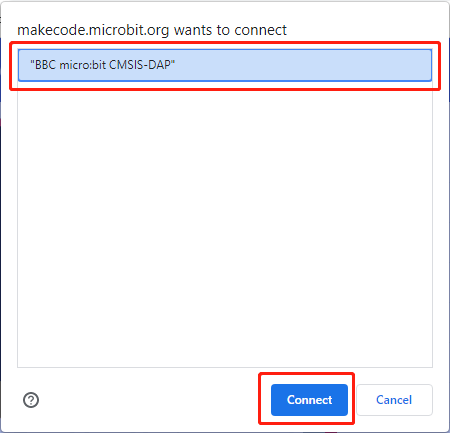 makecode.microbit.org wants to connect
"BBC micro:bit CMSIS-DAP"
Connect
Cancel